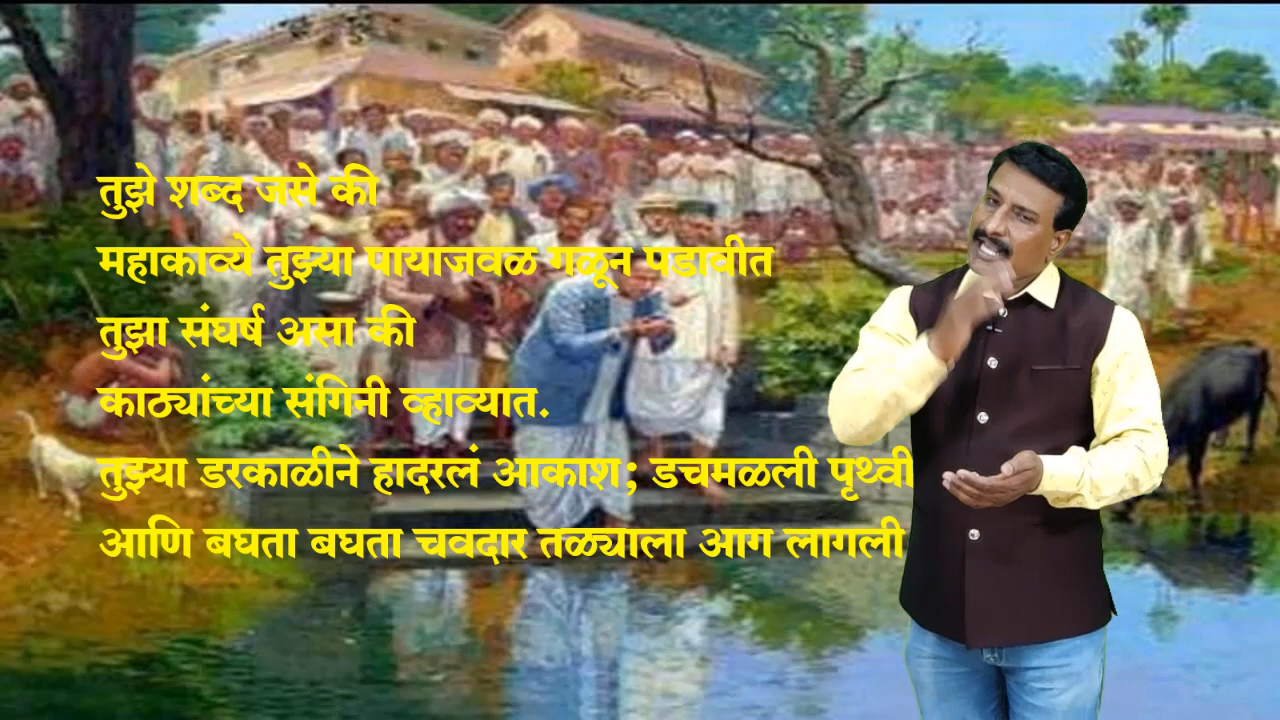 तुझे शब्द जसे की
महाकाव्ये तुझ्या पायाजवळ गळून पडावीत
तुझा संघर्ष असा की
काठ्यांच्या संगिनी व्हाव्यात.
तुझ्या डरकाळीने हादरलं आकाश; डचमळली पृथ्वी
आणि बघता बघता चवदार तळ्याला आग लागली